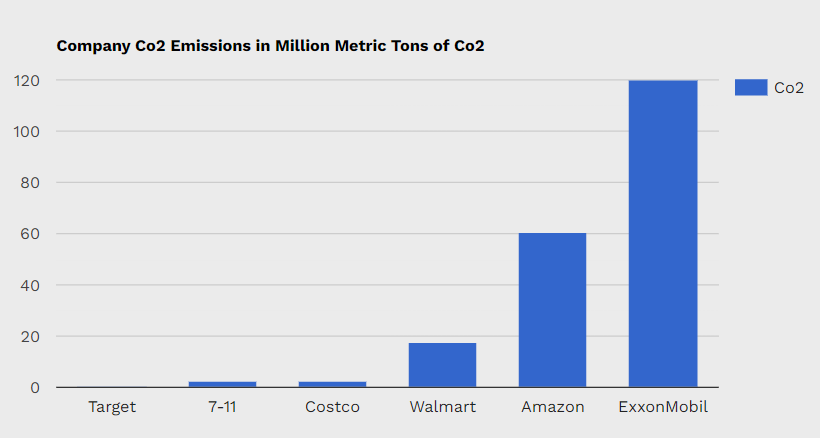 Company Co2 Emissions in Million Metric Tons of Co2
120
Co2
100
80
60
40
20
0
Target 7-11 Costco Walmart Amazon ExxonMobil